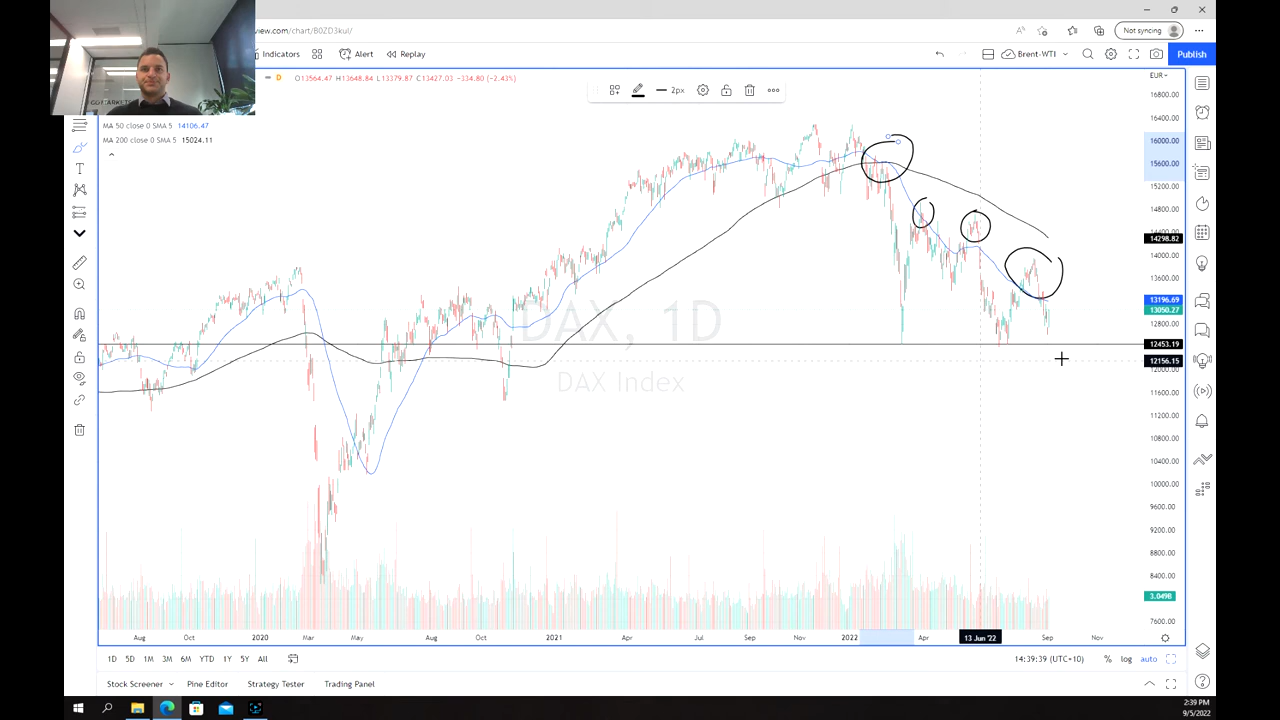 view.com/chart/B0ZD3kul/
Not syncing
Indicators
Alert
Replay
Brent-WTI
Publish
D O13564.47 H13648.84 L13379.87 C13427.03 −334.80 (−2.43%)
2px
EUR
MA 50 close 0 SMA 5 14106.47
MA 200 close 0 SMA 5 15024.11
GO MARKETS
16800.00
16000.00
15600.00
15200.00
14800.00
14400.00
14298.82
14000.00
13600.00
13196.69
13050.27
12800.00
12453.19
12156.15
12000.00
11600.00
11200.00
10800.00
10400.00
10000.00
9600.00
9200.00
8800.00
8400.00
3.049B
7600.00
DAX, 1D
DAX Index
Aug Oct 2020 Mar May Aug Oct 2021 Apr Jul Sep Nov 2022 Apr 13 Jun '22 Sep Nov
1D 5D 1M 3M 6M YTD 1Y 5Y All
14:39:39 (UTC+10) % log auto
Stock Screener Pine Editor Strategy Tester Trading Panel
2:39 PM
9/5/2022